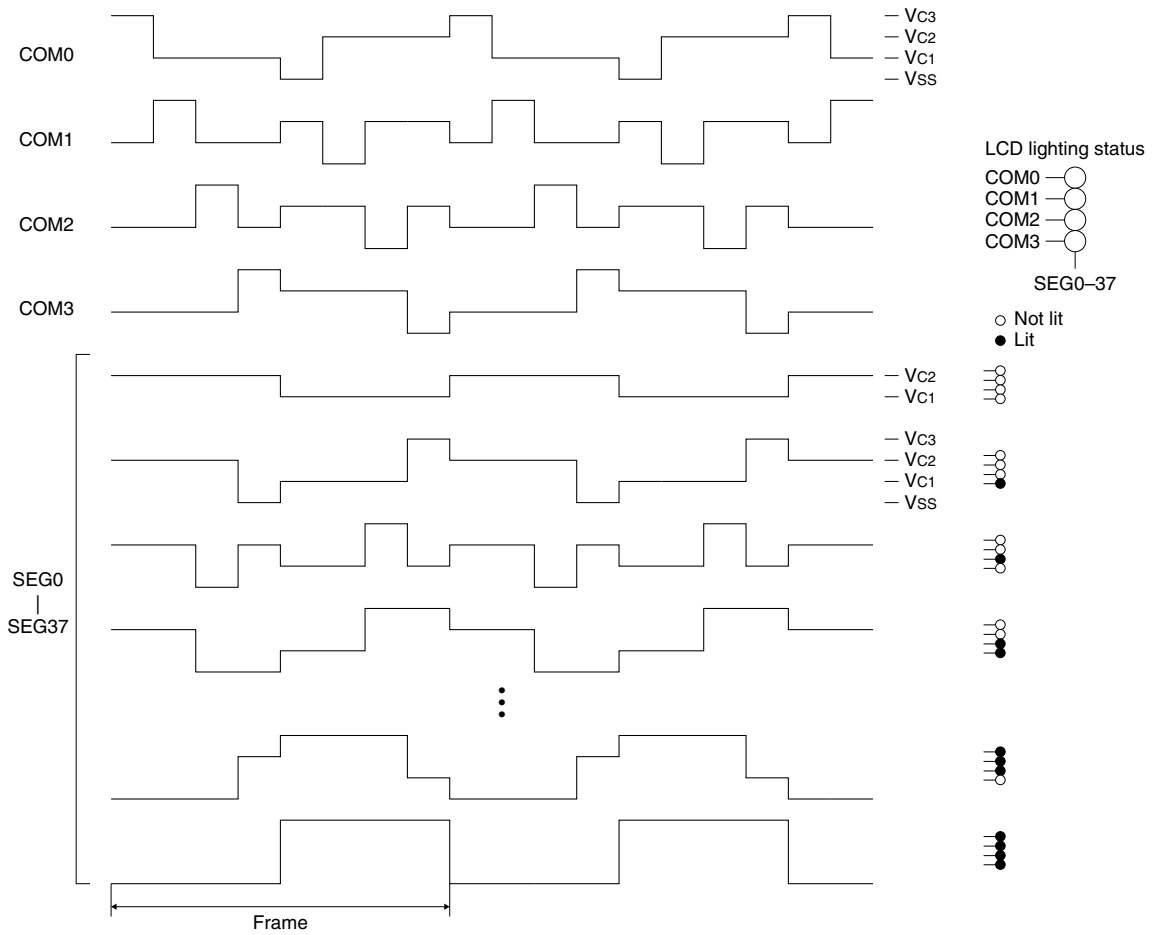 COM0
VC3
VC2
VC1
VSS
COM1
COM2
COM3
LCD lighting status
COM0
COM1
COM2
COM3
SEG0–37
Not lit
Lit
VC2
VC1
VC3
VC2
VC1
VSS
SEG0
SEG37
Frame